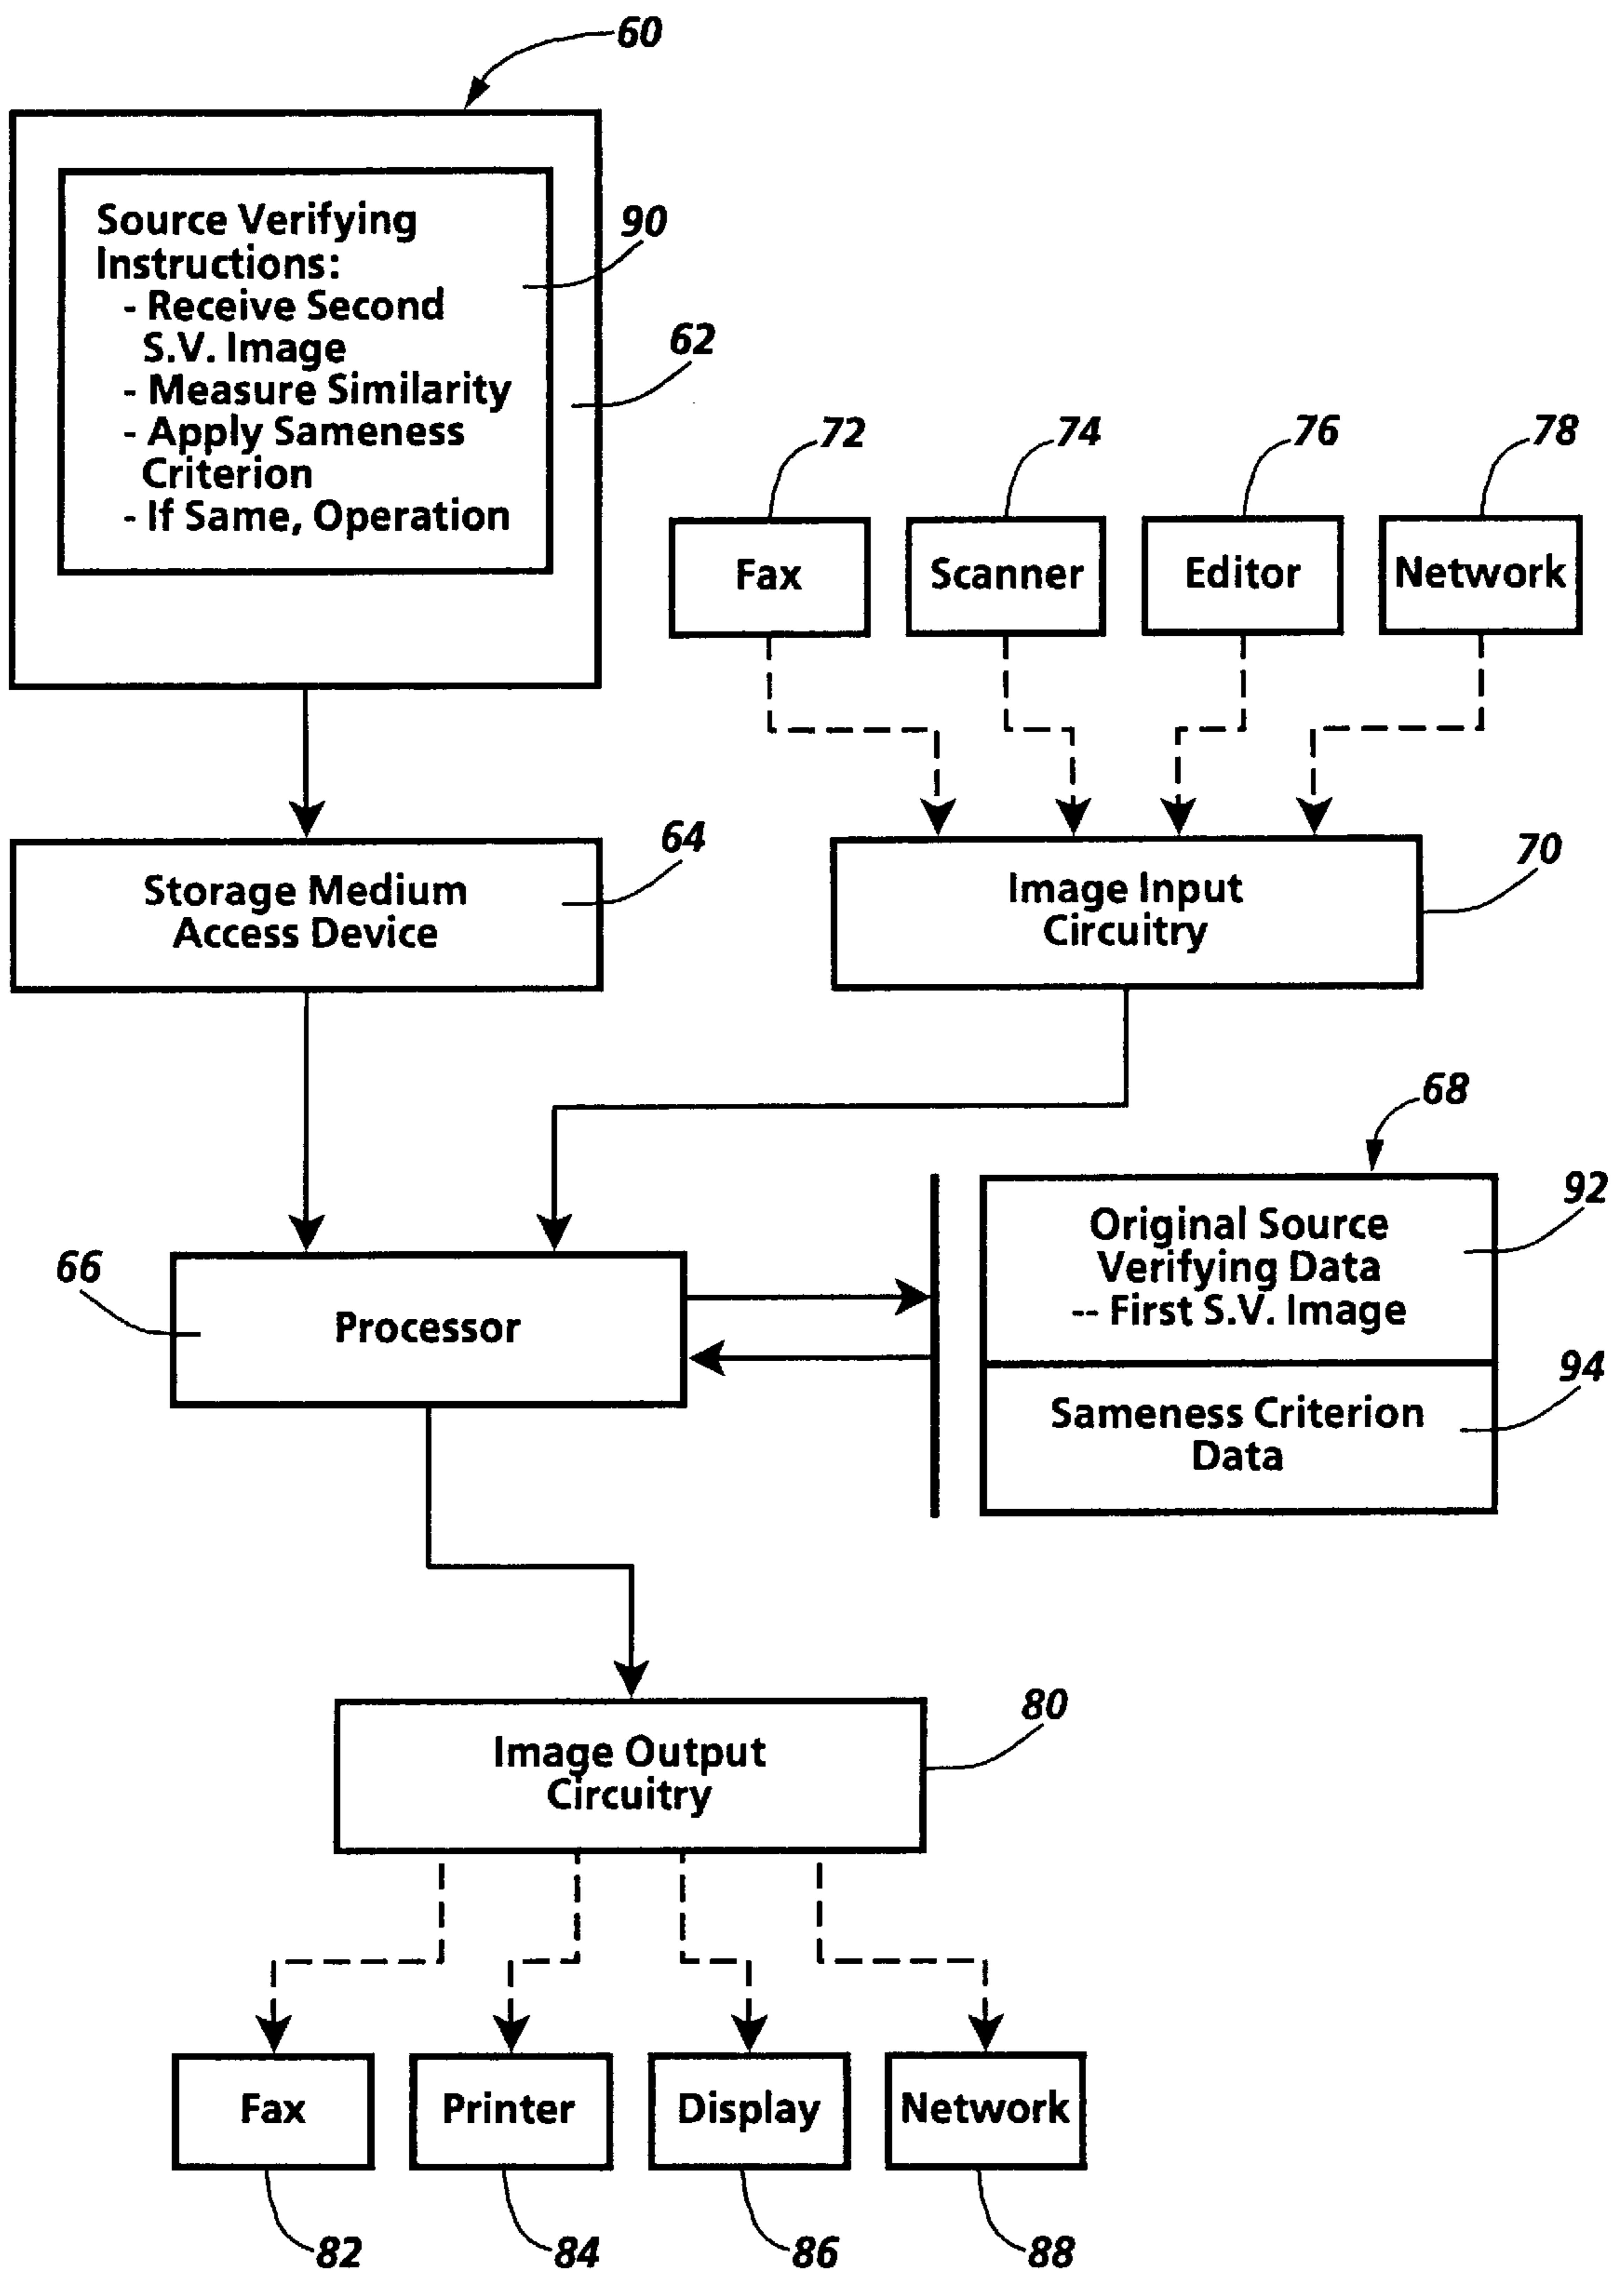 60
Source Verifying
Instructions:
- Receive Second
S.V. Image
- Measure Similarity
- Apply Sameness
Criterion
- If Same, Operation
90
62
72
74
76
78
Fax
Scanner
Editor
Network
Storage Medium
Access Device
64
Image Input
Circuitry
70
68
Original Source
Verifying Data
-- First S.V. Image
92
66
Processor
Sameness Criterion
Data
94
Image Output
Circuitry
80
Fax
Printer
Display
Network
82
84
86
88